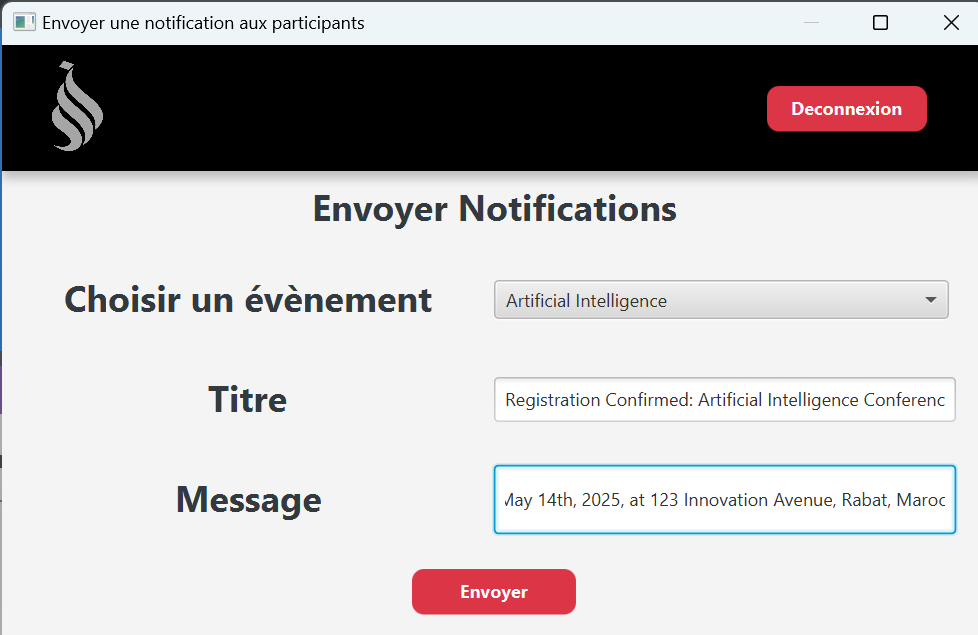 Envoyer une notification aux participants
Deconnexion
Envoyer Notifications
Choisir un évènement
Artificial Intelligence
Titre
Registration Confirmed: Artificial Intelligence Conferenc
Message
May 14th, 2025, at 123 Innovation Avenue, Rabat, Maroc
Envoyer